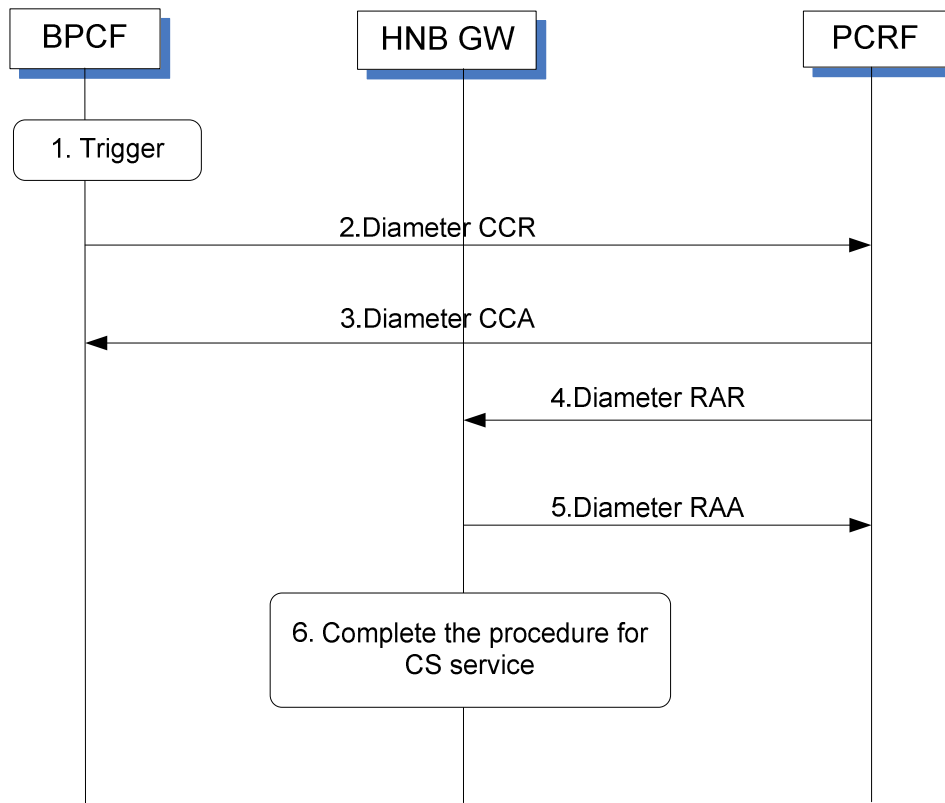 BPCF
HNB GW
PCRF
1. Trigger
2.Diameter CCR
3.Diameter CCA
4.Diameter RAR
5.Diameter RAA
6. Complete the procedure for
CS service